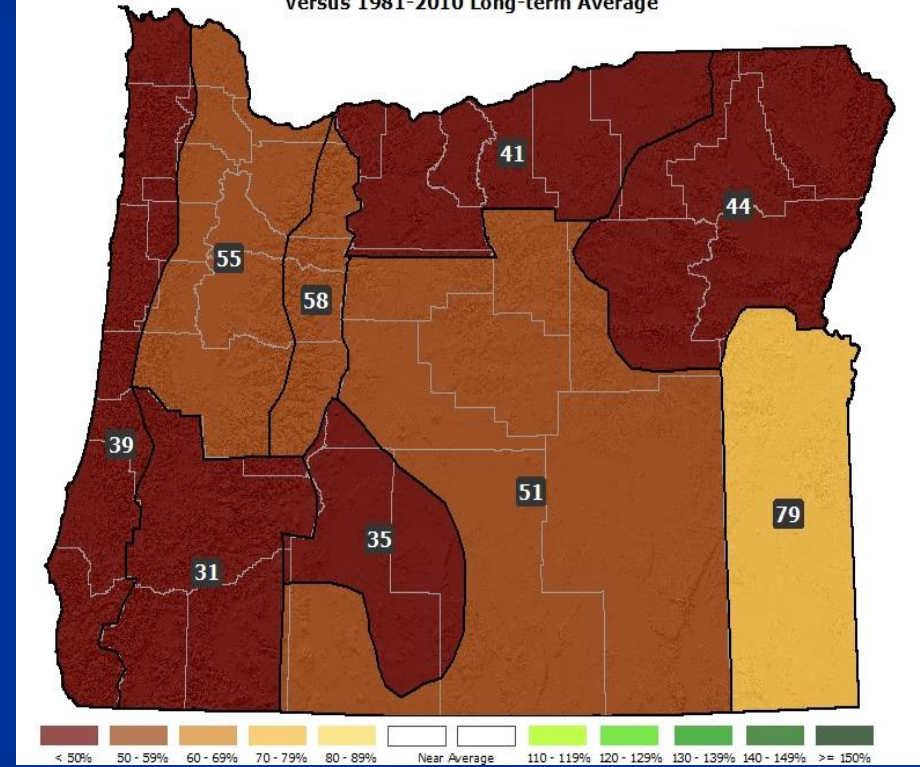 Versus 1981-2010 Long-term Average
41
44
55
58
39
51
79
35
31
< 50%
50 - 59%
60 - 69%
70 - 79%
80 - 89%
Near Average
110 - 119%
120 - 129%
130 - 139%
140 - 149%
>= 150%